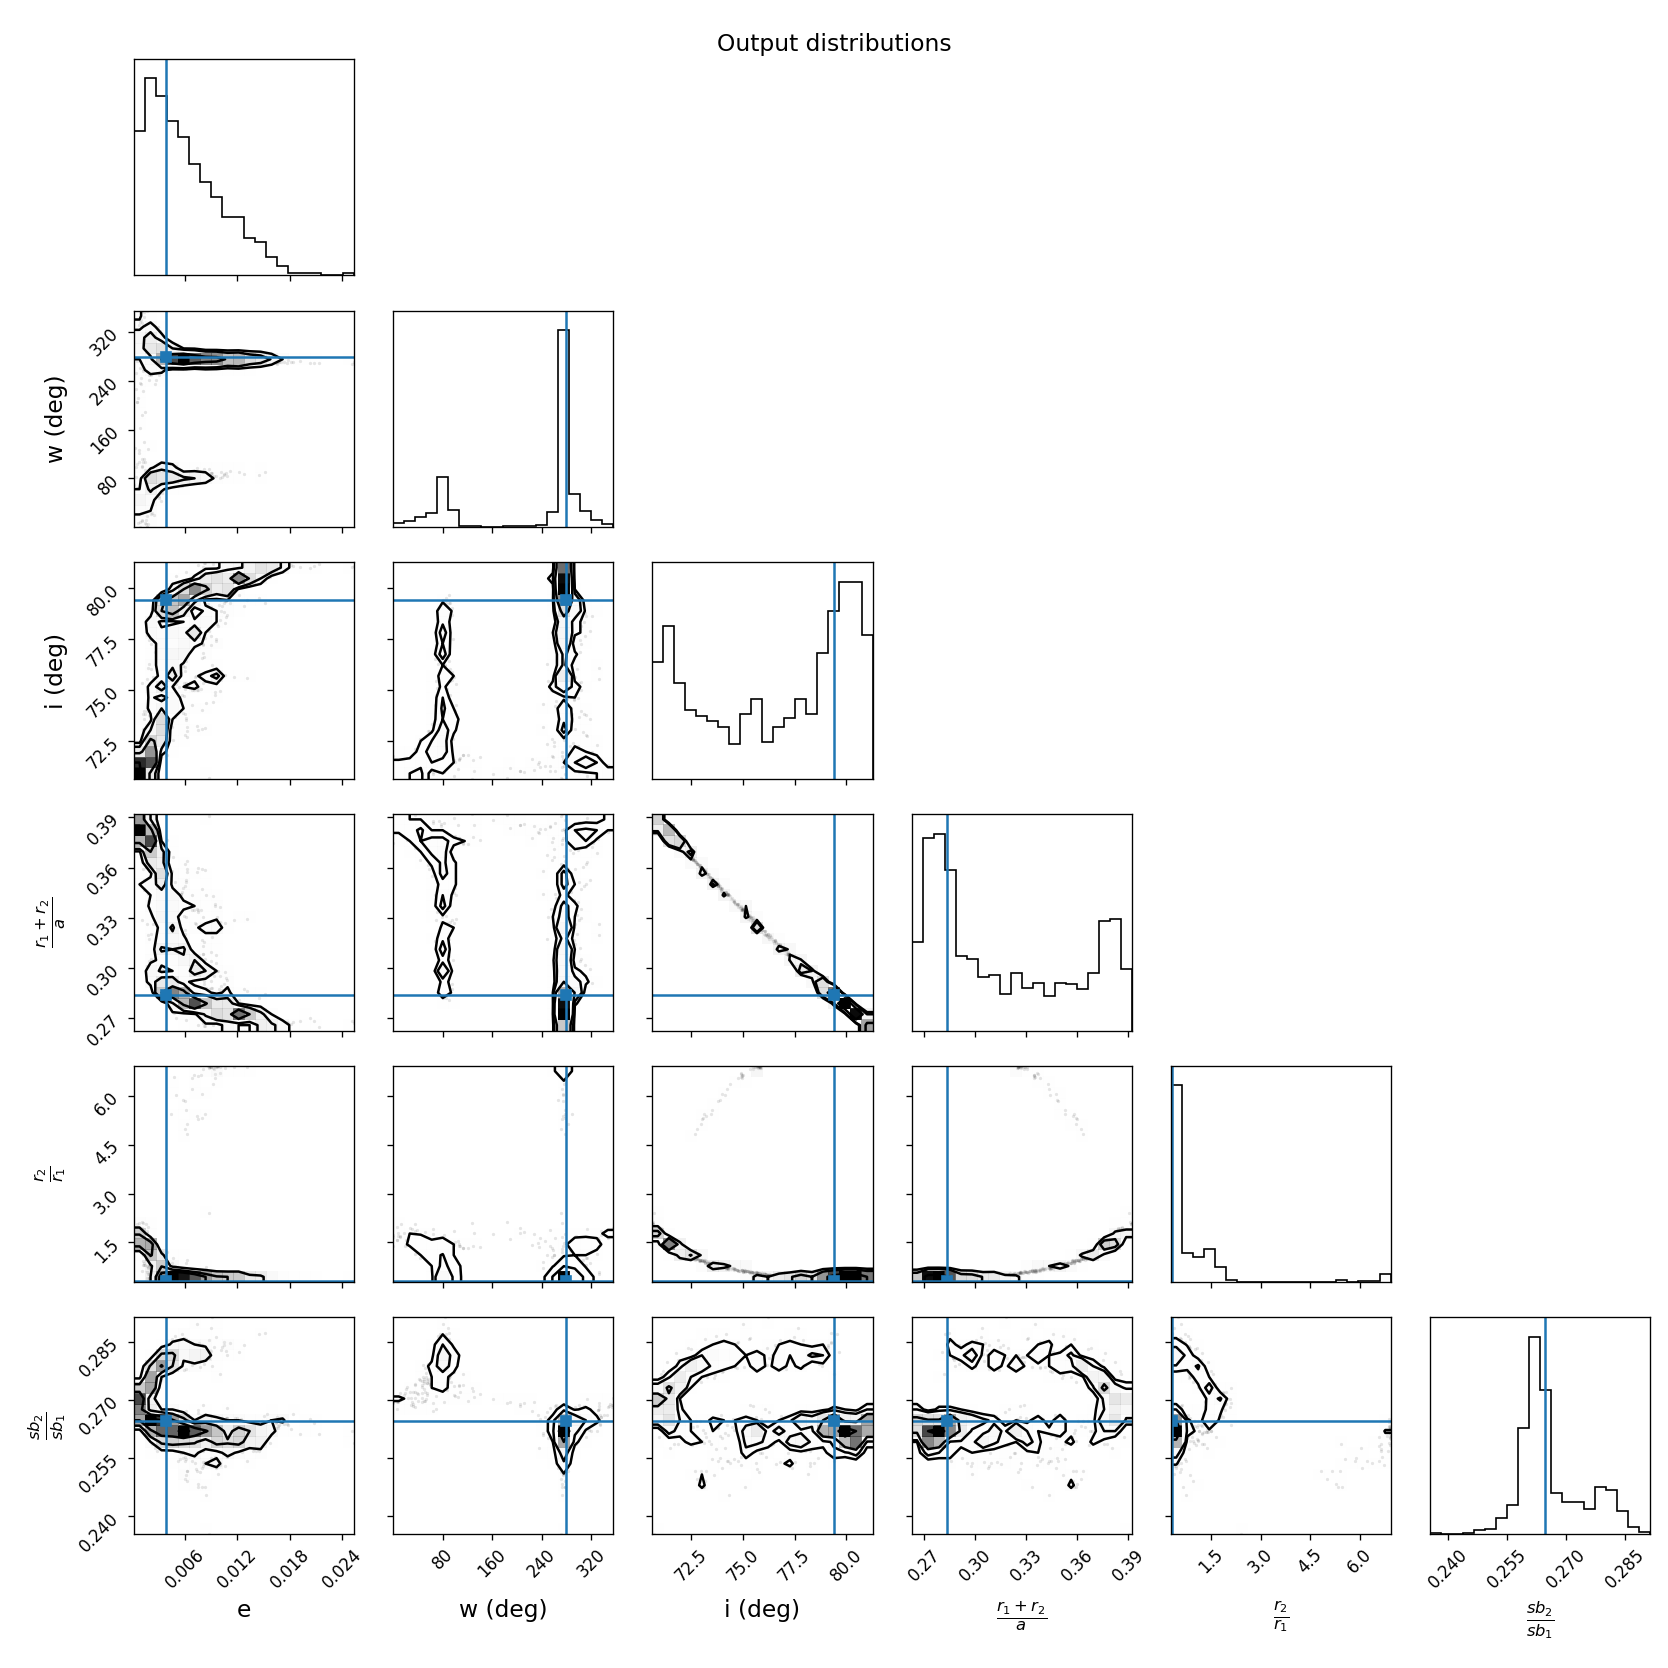 Output distributions
w (deg)
320
240
160
80
i (deg)
80.0
77.5
75.0
72.5
r₁ + r₂
a
0.39
0.36
0.33
0.30
0.27
r₂
r₁
6.0
4.5
3.0
1.5
sb₂
sb₁
0.285
0.270
0.255
0.240
0.006 0.012 0.018 0.024
80 160 240 320
72.5 75.0 77.5 80.0
0.27 0.30 0.33 0.36 0.39
1.5 3.0 4.5 6.0
0.240 0.255 0.270 0.285
e
w (deg)
i (deg)
r₁ + r₂
a
r₂
r₁
sb₂
sb₁